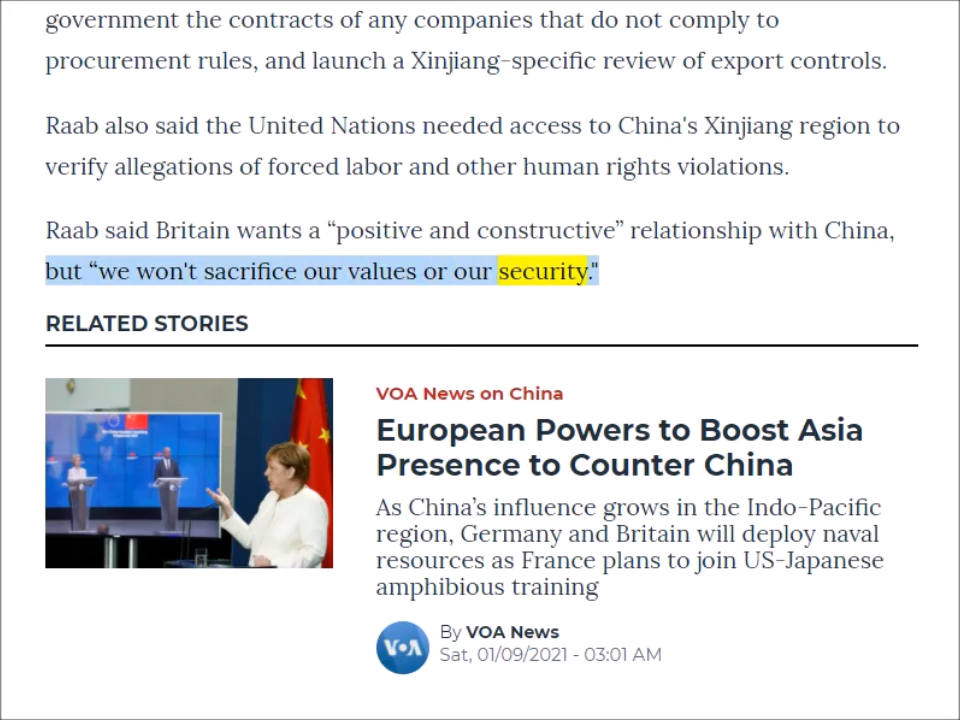 government the contracts of any companies that do not comply to
procurement rules, and launch a Xinjiang-specific review of export controls.
Raab also said the United Nations needed access to China's Xinjiang region to
verify allegations of forced labor and other human rights violations.
Raab said Britain wants a “positive and constructive” relationship with China,
but “we won't sacrifice our values or our security."
RELATED STORIES
VOA News on China
European Powers to Boost Asia
Presence to Counter China
As China’s influence grows in the Indo-Pacific
region, Germany and Britain will deploy naval
resources as France plans to join US-Japanese
amphibious training
VOA
By VOA News
Sat, 01/09/2021 - 03:01 AM